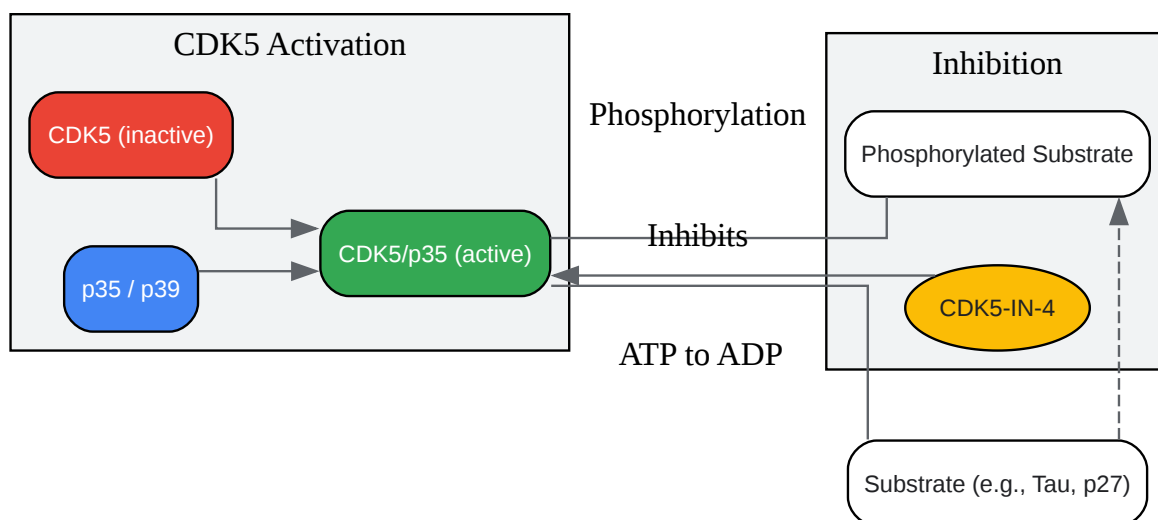 CDK5 Activation
CDK5 (inactive)
p35 / p39
CDK5/p35 (active)
Phosphorylation
Inhibits
ATP to ADP
Inhibition
Phosphorylated Substrate
CDK5-IN-4
Substrate (e.g., Tau, p27)